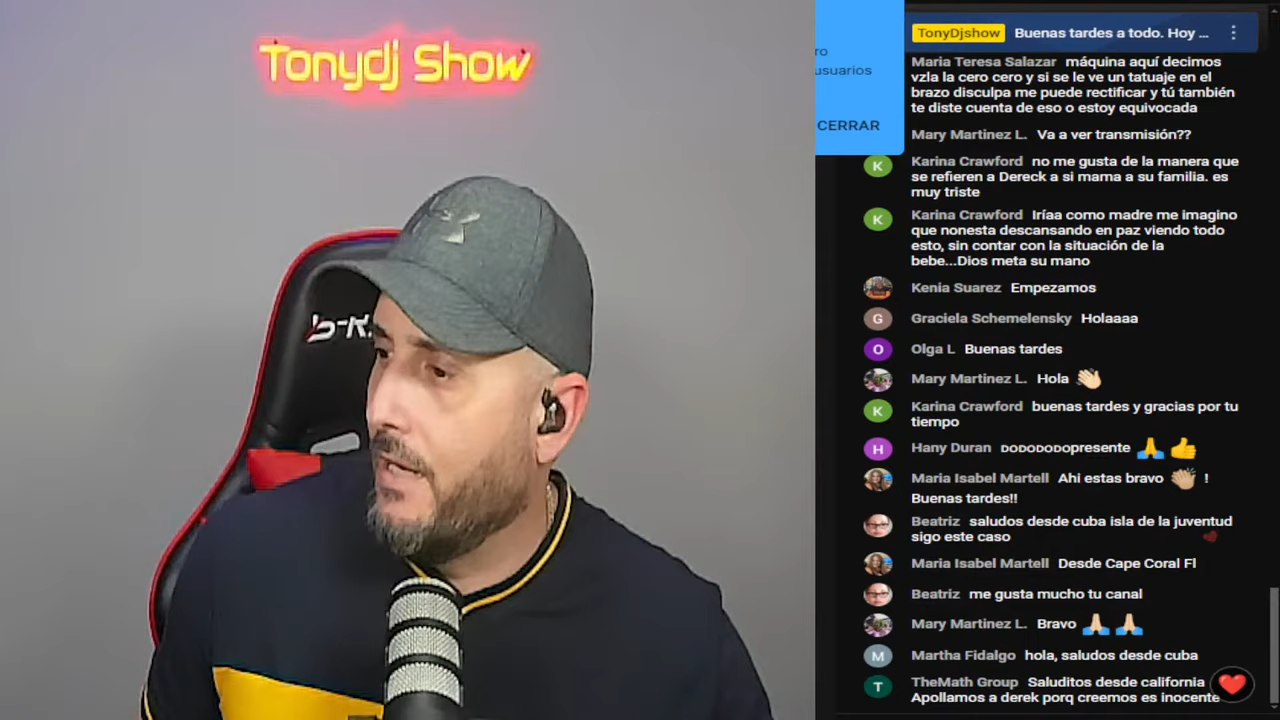 Tonydj Show
ro
usuarios
CERRAR
TonyDjshow Buenas tardes a todo. Hoy ...
Maria Teresa Salazar máquina aquí decimos
vzla la cero cero y si se le ve un tatuaje en el
brazo disculpa me puede rectificar y tú también
te diste cuenta de eso o estoy equivocada
Mary Martinez L. Va a ver transmisión??
K
Karina Crawford no me gusta de la manera que
se refieren a Dereck a si mama a su familia. es
muy triste
K
Karina Crawford Iríaa como madre me imagino
que nonesta descansando en paz viendo todo
esto, sin contar con la situación de la
bebe...Dios meta su mano
Kenia Suarez Empezamos
G
Graciela Schemelensky Holaaaa
O
Olga L Buenas tardes
Mary Martinez L. Hola 👋🏼
K
Karina Crawford buenas tardes y gracias por tu
tiempo
H
Hany Duran ᴅᴏᴅᴏᴅᴏᴅᴏpresente 🙏 👍
Maria Isabel Martell Ahi estas bravo 👏🏼 !
Buenas tardes!!
Beatriz saludos desde cuba isla de la juventud
sigo este caso
Maria Isabel Martell Desde Cape Coral Fl
Beatriz me gusta mucho tu canal
Mary Martinez L. Bravo 🙏🏼 🙏🏼
M
Martha Fidalgo hola, saludos desde cuba
T
TheMath Group Saluditos desde california
Apollamos a derek porq creemos es inocente